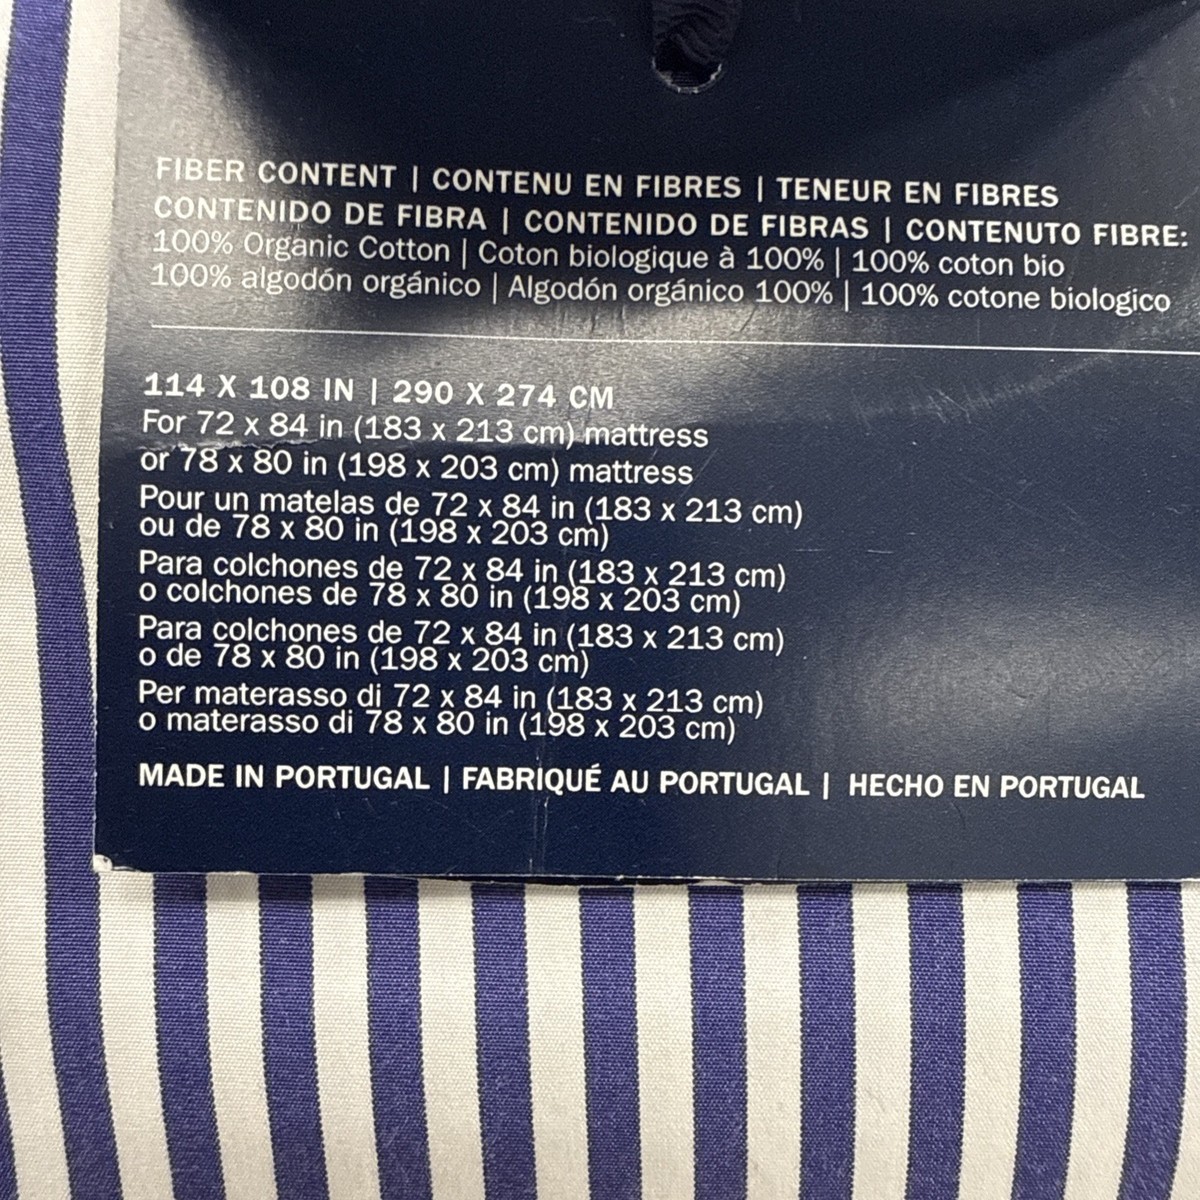 FIBER CONTENT | CONTENU EN FIBRES | TENEUR EN FIBRES
CONTENIDO DE FIBRA | CONTENIDO DE FIBRAS | CONTENUTO FIBRE:
100% Organic Cotton | Coton biologique à 100% | 100% coton bio
100% algodón orgánico | Algodón orgánico 100% | 100% cotone biologico
114 X 108 IN | 290 X 274 CM
For 72 x 84 in (183 x 213 cm) mattress
or 78 x 80 in (198 x 203 cm) mattress
Pour un matelas de 72 x 84 in (183 x 213 cm)
ou de 78 x 80 in (198 x 203 cm)
Para colchones de 72 x 84 in (183 x 213 cm)
o colchones de 78 x 80 in (198 x 203 cm)
Para colchones de 72 x 84 in (183 x 213 cm)
o de 78 x 80 in (198 x 203 cm)
Per materasso di 72 x 84 in (183 x 213 cm)
o materasso di 78 x 80 in (198 x 203 cm)
MADE IN PORTUGAL | FABRIQUÉ AU PORTUGAL | HECHO EN PORTUGAL